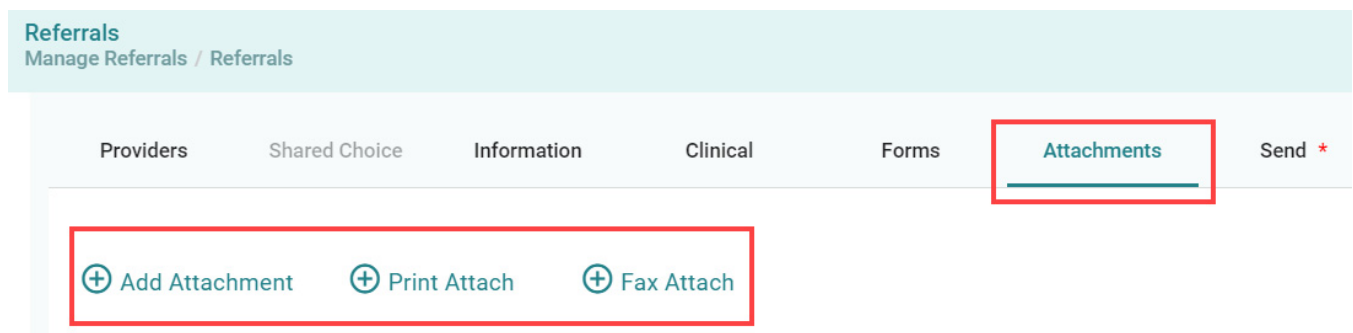 Referrals
Manage Referrals / Referrals
Providers Shared Choice Information Clinical Forms Attachments Send *
Add Attachment Print Attach Fax Attach